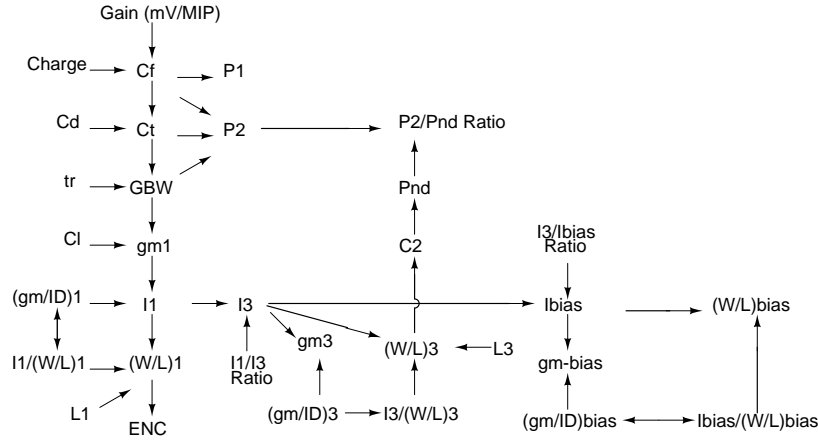 Gain (mV/MIP)
Charge
Cf
P1
Cd
Ct
P2
P2/Pnd Ratio
tr
GBW
Pnd
Cl
gm1
C2
I3/Ibias
Ratio
(gm/ID)1
I1
I3
Ibias
(W/L)bias
gm3
(W/L)3
L3
I1/(W/L)1
(W/L)1
I1/I3
Ratio
gm-bias
L1
ENC
(gm/ID)3
I3/(W/L)3
(gm/ID)bias
Ibias/(W/L)bias